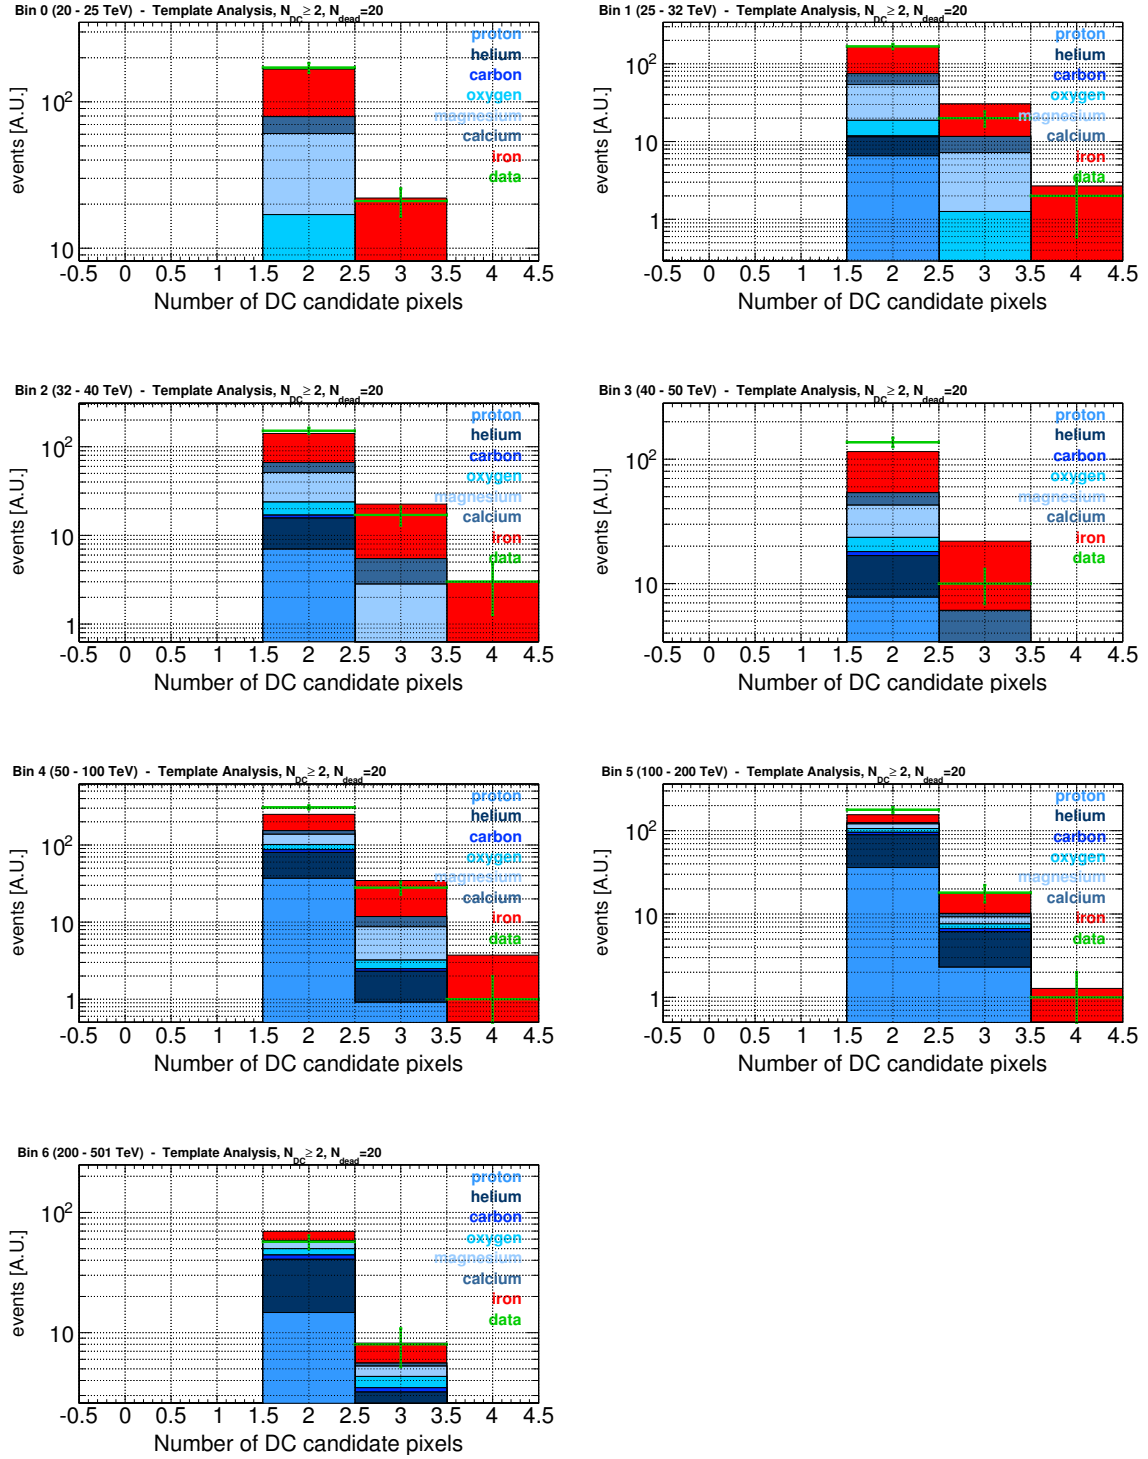 Bin 0 (20 - 25 TeV) - Template Analysis, N_DC ≥ 2, N_dead=20
events [A.U.]
10²
10
proton
helium
carbon
oxygen
magnesium
calcium
iron
data
-0.5 0 0.5 1 1.5 2 2.5 3 3.5 4 4.5
Number of DC candidate pixels
Bin 1 (25 - 32 TeV) - Template Analysis, N_DC ≥ 2, N_dead=20
events [A.U.]
10²
10
1
proton
helium
carbon
oxygen
magnesium
calcium
iron
data
-0.5 0 0.5 1 1.5 2 2.5 3 3.5 4 4.5
Number of DC candidate pixels
Bin 2 (32 - 40 TeV) - Template Analysis, N_DC ≥ 2, N_dead=20
events [A.U.]
10²
10
1
proton
helium
carbon
oxygen
magnesium
calcium
iron
data
-0.5 0 0.5 1 1.5 2 2.5 3 3.5 4 4.5
Number of DC candidate pixels
Bin 3 (40 - 50 TeV) - Template Analysis, N_DC ≥ 2, N_dead=20
events [A.U.]
10²
10
proton
helium
carbon
oxygen
magnesium
calcium
iron
data
-0.5 0 0.5 1 1.5 2 2.5 3 3.5 4 4.5
Number of DC candidate pixels
Bin 4 (50 - 100 TeV) - Template Analysis, N_DC ≥ 2, N_dead=20
events [A.U.]
10²
10
1
proton
helium
carbon
oxygen
magnesium
calcium
iron
data
-0.5 0 0.5 1 1.5 2 2.5 3 3.5 4 4.5
Number of DC candidate pixels
Bin 5 (100 - 200 TeV) - Template Analysis, N_DC ≥ 2, N_dead=20
events [A.U.]
10²
10
1
proton
helium
carbon
oxygen
magnesium
calcium
iron
data
-0.5 0 0.5 1 1.5 2 2.5 3 3.5 4 4.5
Number of DC candidate pixels
Bin 6 (200 - 501 TeV) - Template Analysis, N_DC ≥ 2, N_dead=20
events [A.U.]
10²
10
proton
helium
carbon
oxygen
magnesium
calcium
iron
data
-0.5 0 0.5 1 1.5 2 2.5 3 3.5 4 4.5
Number of DC candidate pixels